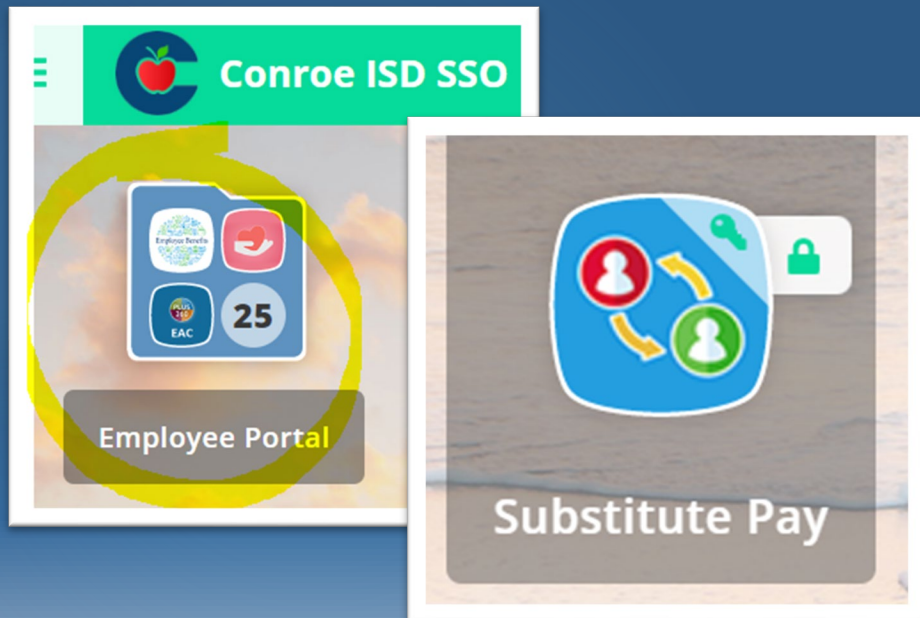 Conroe ISD SSO
Employee Benefits
PLUS
360
EAC
25
Employee Portal
Substitute Pay